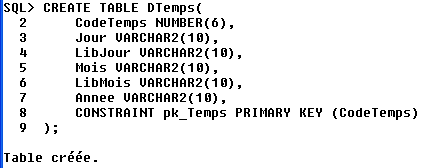 SQL> CREATE TABLE DTemps(
  2     CodeTemps NUMBER(6),
  3     Jour VARCHAR2(10),
  4     LibJour VARCHAR2(10),
  5     Mois VARCHAR2(10),
  6     LibMois VARCHAR2(10),
  7     Annee VARCHAR2(10),
  8     CONSTRAINT pk_Temps PRIMARY KEY (CodeTemps)
  9  );
Table créée.